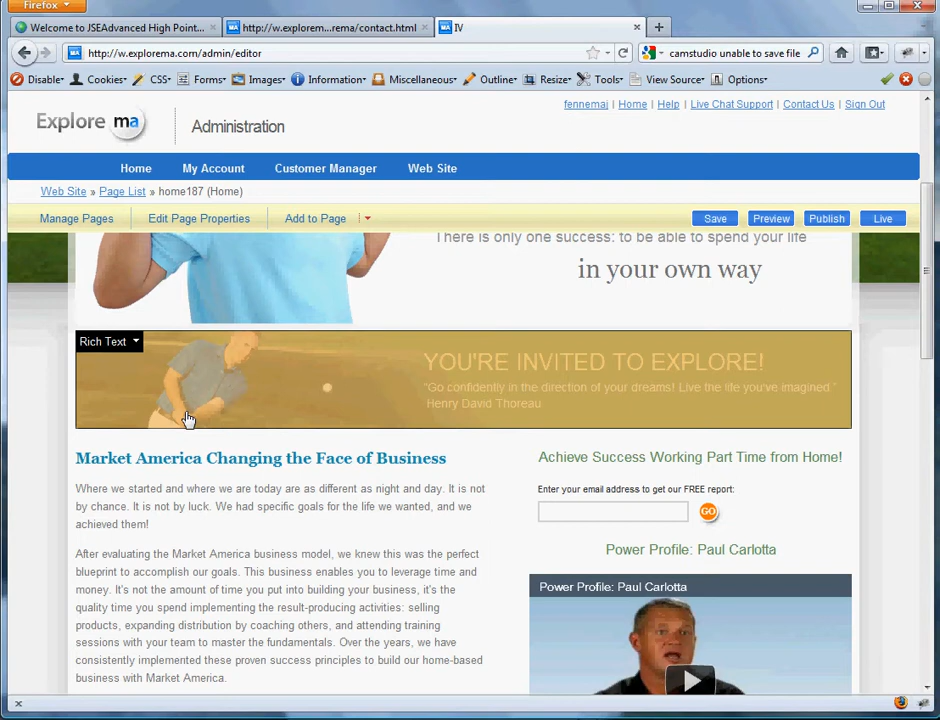 Firefox
Welcome to JSEAdvanced High Point...
http://w.explorem...rema/contact.html
IV
http://w.explorema.com/admin/editor
camstudio unable to save file
Disable
Cookies
CSS
Forms
Images
Information
Miscellaneous
Outline
Resize
Tools
View Source
Options
fennemaj | Home | Help | Live Chat Support | Contact Us | Sign Out
Explore ma
Administration
Home
My Account
Customer Manager
Web Site
Web Site » Page List » home187 (Home)
Manage Pages
Edit Page Properties
Add to Page
Save
Preview
Publish
Live
There is only one success: to be able to spend your life
in your own way
Rich Text
YOU'RE INVITED TO EXPLORE!
"Go confidently in the direction of your dreams! Live the life you've imagined."
Henry David Thoreau
Market America Changing the Face of Business
Where we started and where we are today are as different as night and day. It is not
by chance. It is not by luck. We had specific goals for the life we wanted, and we
achieved them!
After evaluating the Market America business model, we knew this was the perfect
blueprint to accomplish our goals. This business enables you to leverage time and
money. It's not the amount of time you put into building your business, it's the
quality time you spend implementing the result-producing activities: selling
products, expanding distribution by coaching others, and attending training
sessions with your team to master the fundamentals. Over the years, we have
consistently implemented these proven success principles to build our home-based
business with Market America.
Achieve Success Working Part Time from Home!
Enter your email address to get our FREE report:
GO
Power Profile: Paul Carlotta
Power Profile: Paul Carlotta